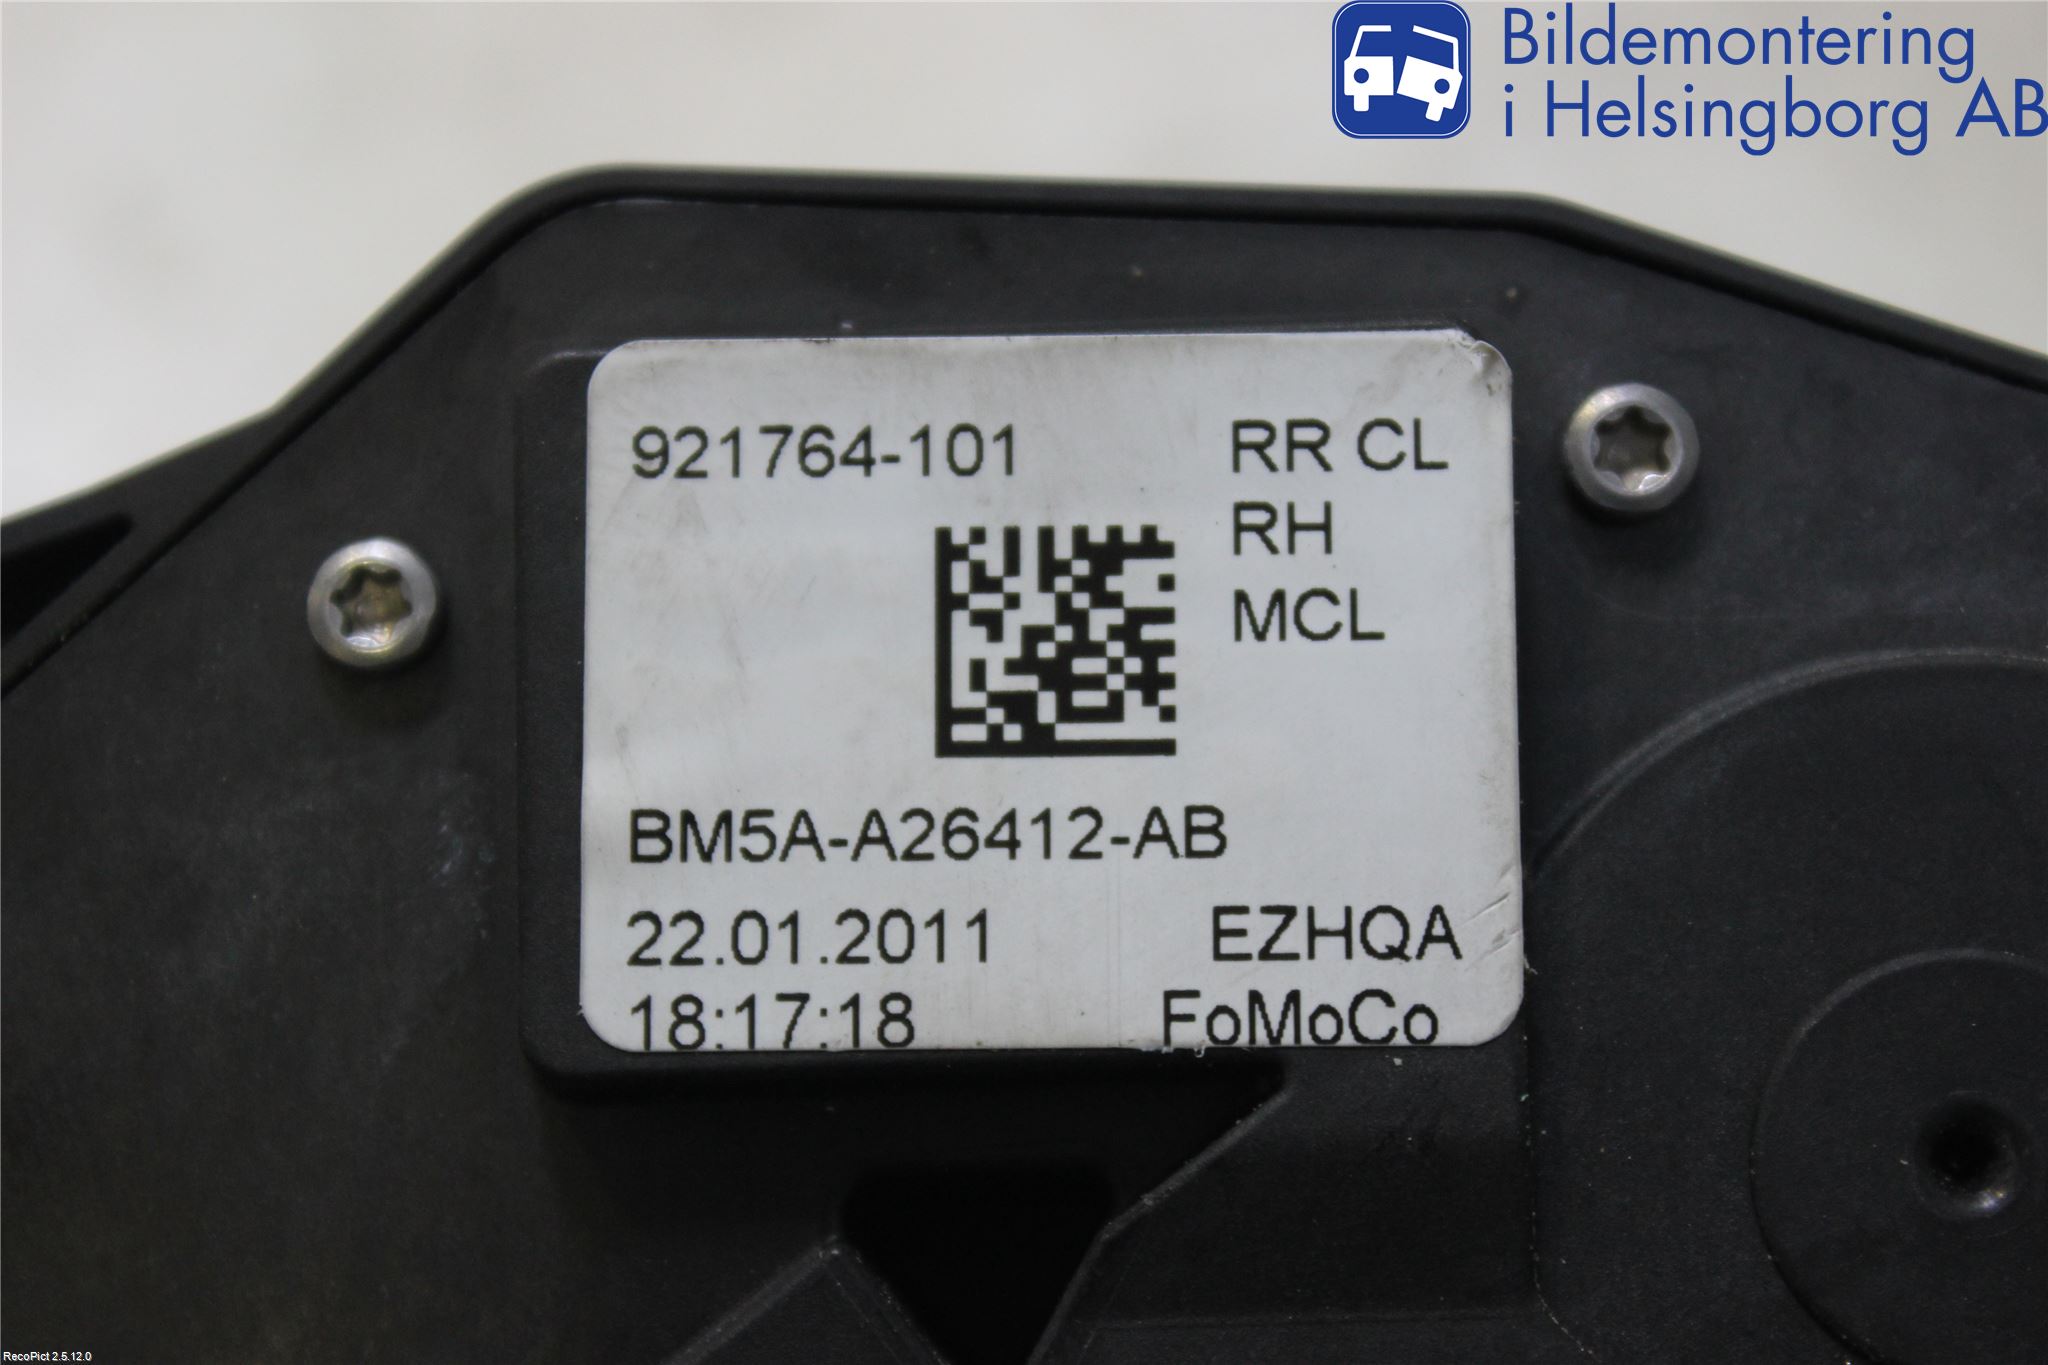 Bildemontering
i Helsingborg AB
921764-101
RR CL
RH
MCL
BM5A-A26412-AB
22.01.2011
EZHQA
18:17:18
FoMoCo
RecoPict 2.5.12.0